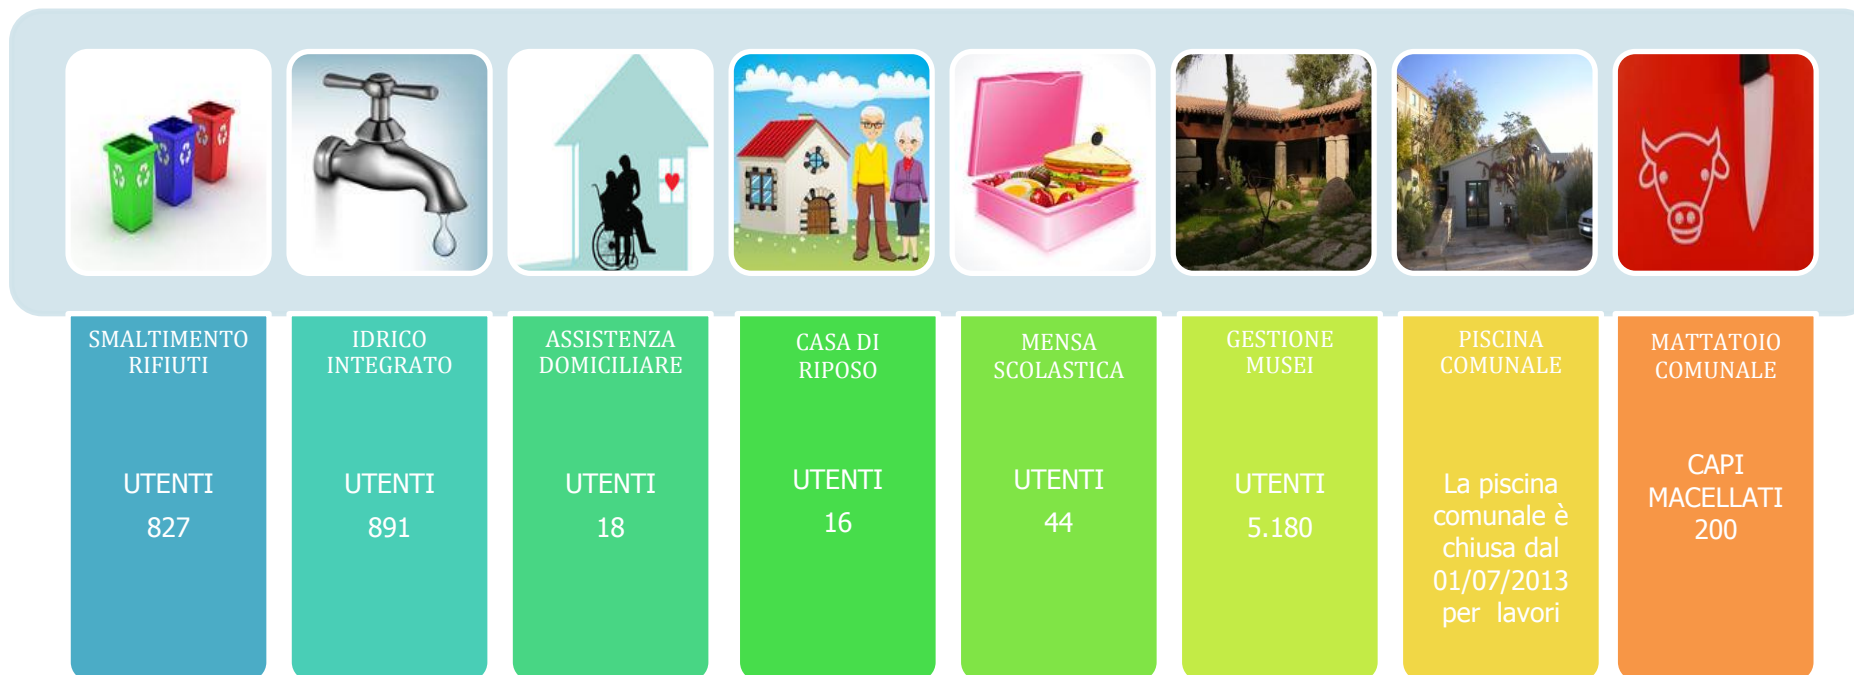 SMALTIMENTO
RIFIUTI
UTENTI
827
IDRICO
INTEGRATO
UTENTI
891
ASSISTENZA
DOMICILIARE
UTENTI
18
CASA DI
RIPOSO
UTENTI
16
MENSA
SCOLASTICA
UTENTI
44
GESTIONE
MUSEI
UTENTI
5.180
PISCINA
COMUNALE
La piscina
comunale è
chiusa dal
01/07/2013
per lavori
MATTATOIO
COMUNALE
CAPI
MACELLATI
200